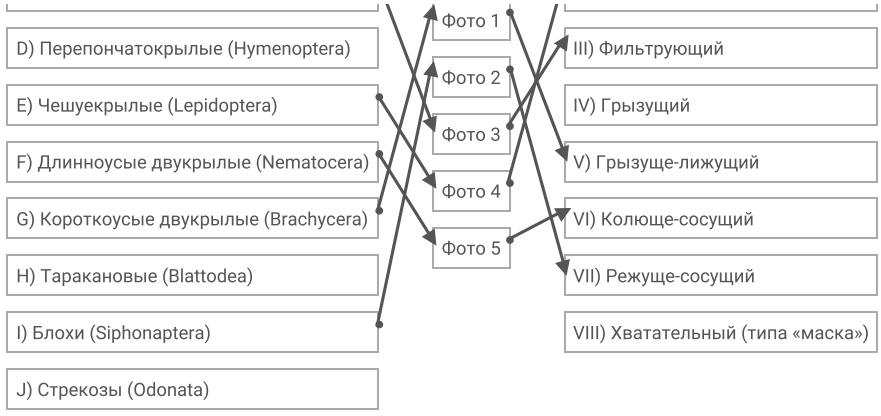 D) Перепончатокрылые (Hymenoptera)
E) Чешуекрылые (Lepidoptera)
F) Длинноусые двукрылые (Nematocera)
G) Короткоусые двукрылые (Brachycera)
H) Таракановые (Blattodea)
I) Блохи (Siphonaptera)
J) Стрекозы (Odonata)
Фото 1
Фото 2
Фото 3
Фото 4
Фото 5
III) Фильтрующий
IV) Грызущий
V) Грызуще-лижущий
VI) Колюще-сосущий
VII) Режуще-сосущий
VIII) Хватательный (типа «маска»)